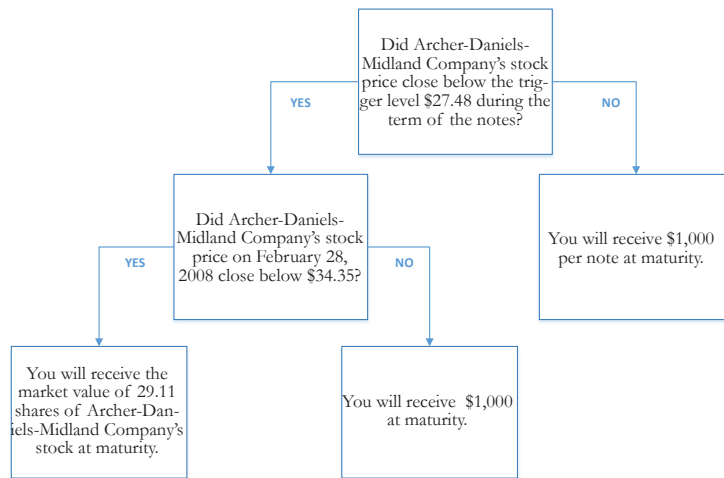 Did Archer-Daniels-
Midland Company's stock
price close below the trig-
ger level $27.48 during the
term of the notes?
YES
NO
Did Archer-Daniels-
Midland Company's stock
price on February 28,
2008 close below $34.35?
You will receive $1,000
per note at maturity.
YES
NO
You will receive the
market value of 29.11
shares of Archer-Dan-
iels-Midland Company's
stock at maturity.
You will receive $1,000
at maturity.